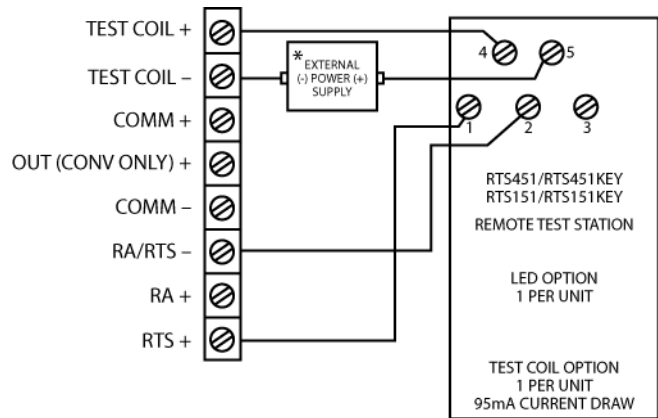 TEST COIL +
TEST COIL –
COMM +
OUT (CONV ONLY) +
COMM –
RA/RTS –
RA +
RTS +
*
EXTERNAL
(-) POWER (+)
SUPPLY
4
5
1
2
3
RTS451/RTS451KEY
RTS151/RTS151KEY
REMOTE TEST STATION
LED OPTION
1 PER UNIT
TEST COIL OPTION
1 PER UNIT
95mA CURRENT DRAW